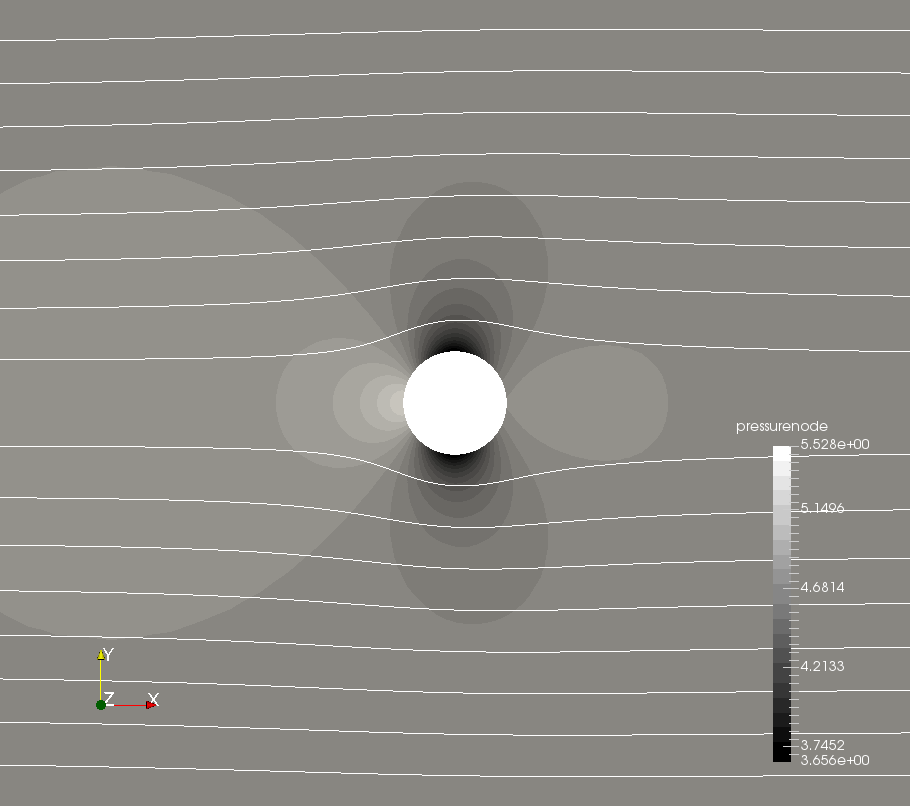 pressurenode
5.528e+00
5.1496
4.6814
4.2133
3.7452
3.656e+00
Y
Z
X